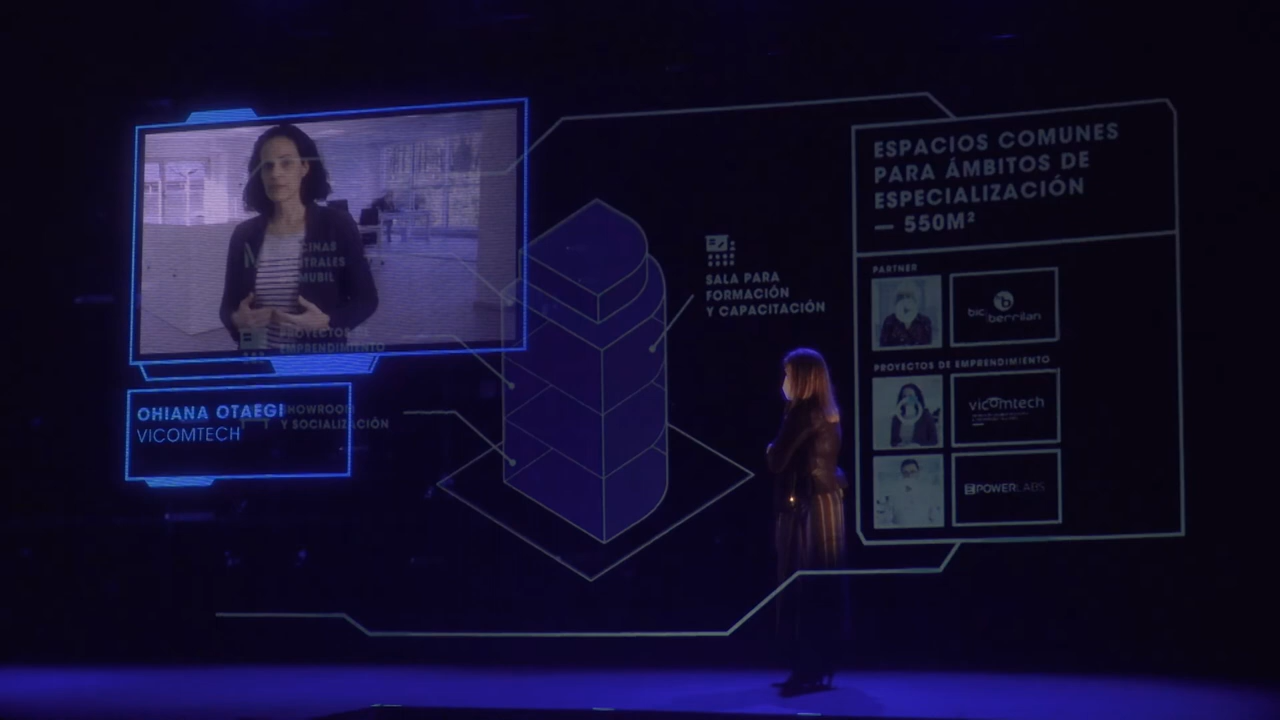 OHIANA OTAEGI
VICOMTECH
PROYECTOS DE
EMPRENDIMIENTO
SHOWROOM
Y SOCIALIZACIÓN
SALA PARA
FORMACIÓN
Y CAPACITACIÓN
ESPACIOS COMUNES
PARA ÁMBITOS DE
ESPECIALIZACIÓN
— 550M²
PARTNER
bic berrilan
PROYECTOS DE EMPRENDIMIENTO
vicomtech
POWERLABS